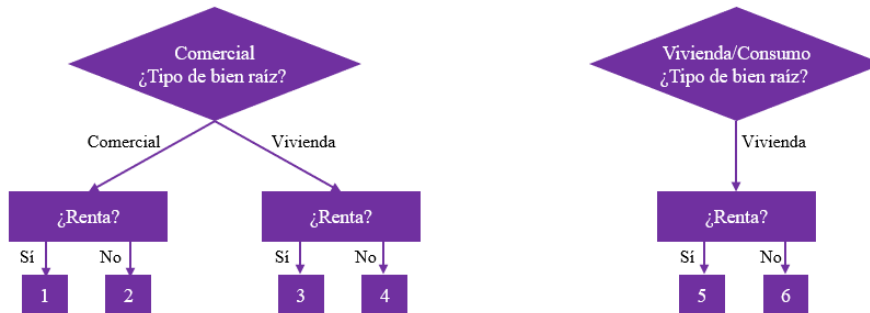 Comercial
¿Tipo de bien raíz?
Comercial
Vivienda
¿Renta?
¿Renta?
Sí
No
Sí
No
1
2
3
4
Vivienda/Consumo
¿Tipo de bien raíz?
Vivienda
¿Renta?
Sí
No
5
6